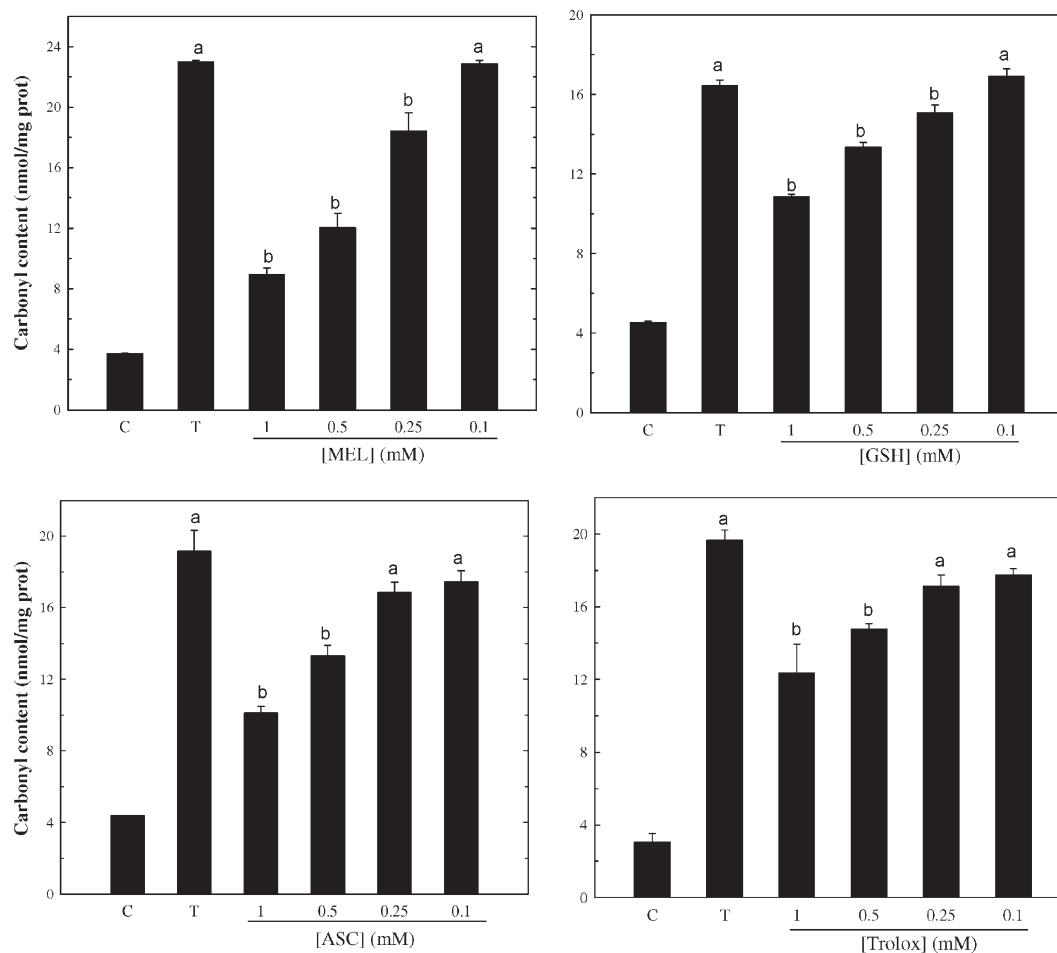 Carbonyl content (nmol/mg prot)
24
20
16
12
8
4
0
a
b
b
b
a
C T 1 0.5 0.25 0.1
[MEL] (mM)
20
16
12
8
4
0
a
b
b
b
a
C T 1 0.5 0.25 0.1
[GSH] (mM)
Carbonyl content (nmol/mg prot)
20
16
12
8
4
0
a
b
b
a
a
C T 1 0.5 0.25 0.1
[ASC] (mM)
20
16
12
8
4
0
a
b
b
a
a
C T 1 0.5 0.25 0.1
[Trolox] (mM)